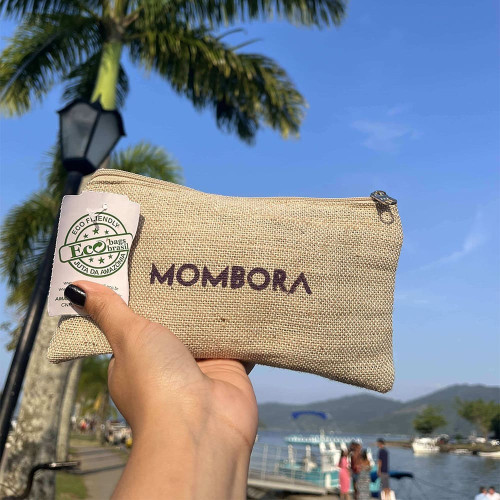 ECO FRIENDLY
Eco bags
brasil
JUTA DA AMAZÔNIA
MOMBORA